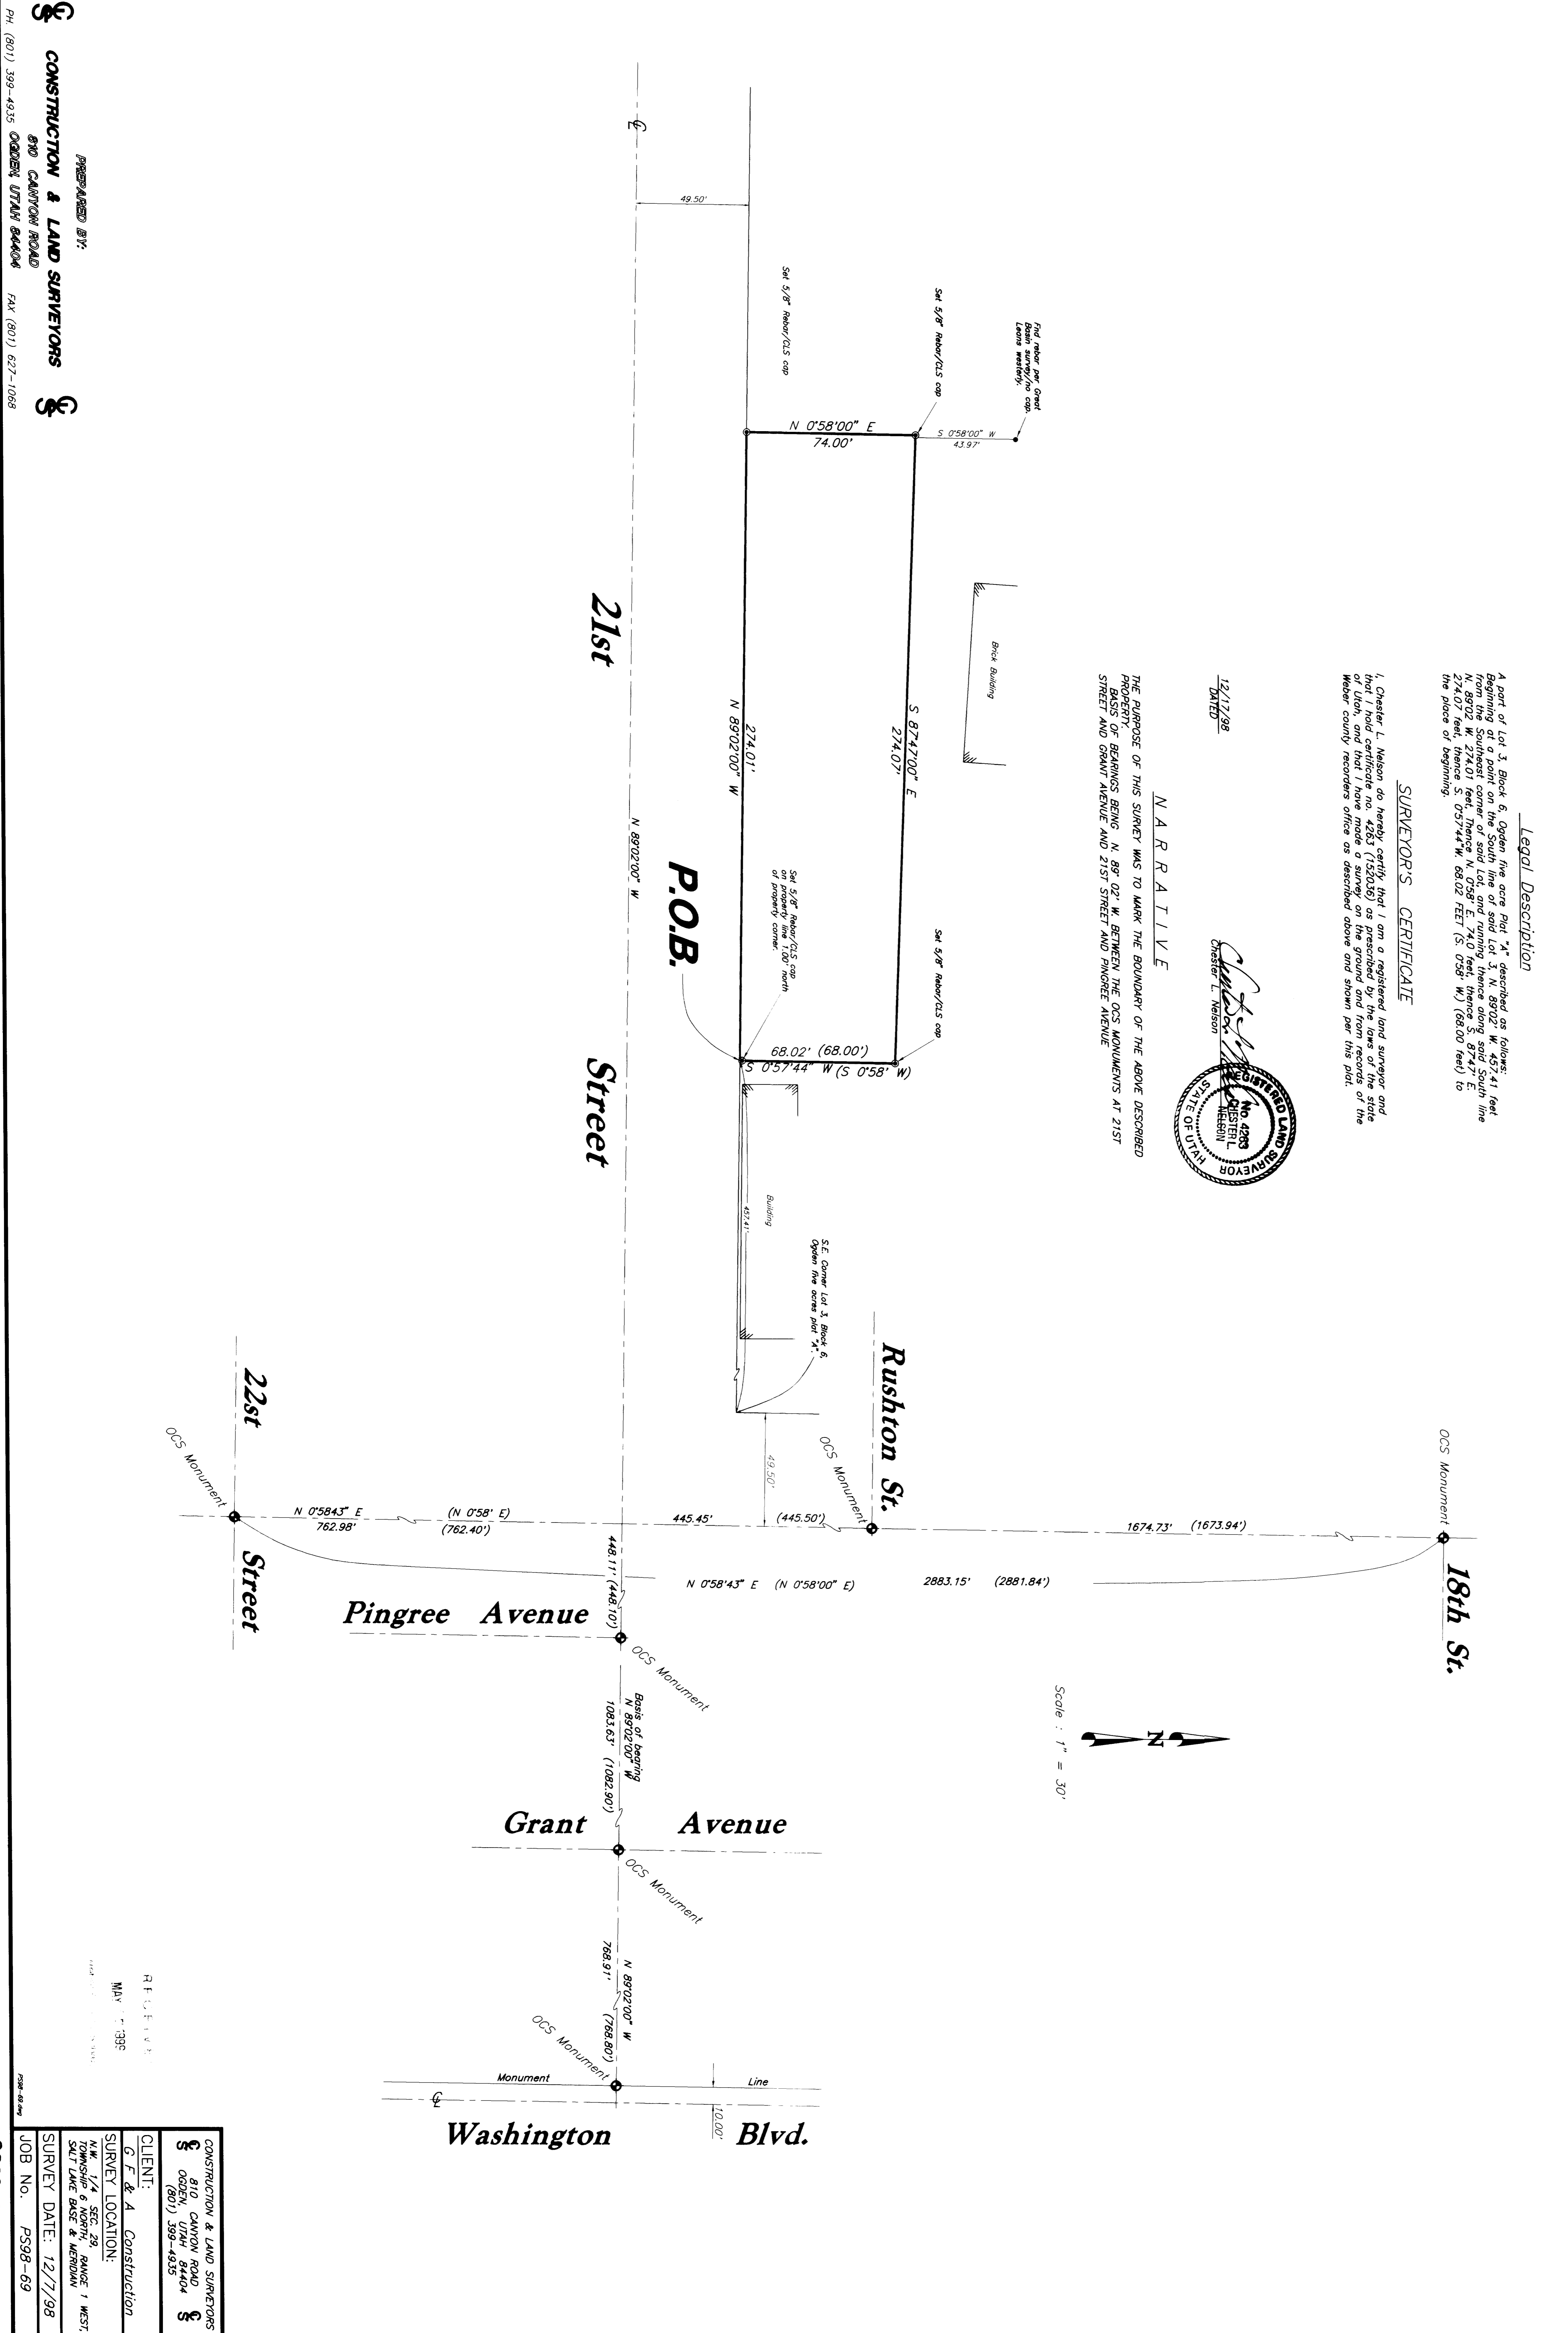 Legal Description
A part of Lot 3, Block 6, Ogden five acre Plat "A" described as follows:
Beginning at a point on the South line of said Lot 3, N. 89°02' W. 457.41 feet
from the Southeast corner of said Lot, and running thence along said South line
N. 89°02 W. 274.01 feet, Thence N. 0°58' E. 74.0 feet, thence S. 87°47' E.
274.07 feet, thence S. 0°57'44"W. 68.02 FEET (S. 0°58' W.) (68.00 feet) to
the place of beginning.
SURVEYOR'S CERTIFICATE
I, Chester L. Nelson do hereby certify that I am a registered land surveyor and
that I hold certificate no. 4263 (152036) as prescribed by the laws of the state
of Utah, and that I have made a survey on the ground and from records of the
Weber county recorders office as described above and shown per this plat.
12/17/98
DATED
Chester L. Nelson
REGISTERED LAND SURVEYOR
No. 4263
CHESTER L.
NELSON
STATE OF UTAH
NARRATIVE
THE PURPOSE OF THIS SURVEY WAS TO MARK THE BOUNDARY OF THE ABOVE DESCRIBED
PROPERTY.
BASIS OF BEARINGS BEING N. 89° 02' W. BETWEEN THE OCS MONUMENTS AT 21ST
STREET AND GRANT AVENUE AND 21ST STREET AND PINGREE AVENUE
Fnd rebar per Great
Basin survey/no cap.
Leans westerly.
S 0°58'00" W
43.97'
Set 5/8" Rebar/CLS cap
Set 5/8" Rebar/CLS cap
N 0°58'00" E
74.00'
49.50'
Brick Building
S 87°47'00" E
274.07'
274.01'
N 89°02'00" W
Set 5/8" Rebar/CLS cap
Set 5/8" Rebar/CLS cap
on property line 1.00' north
of property corner.
68.02' (68.00')
S 0°57'44" W (S 0°58' W)
P.O.B.
Building
457.41'
S.E. Corner Lot 3, Block 6,
Ogden five acres plat "A".
49.50'
N 89°02'00" W
21st Street
Rushton St.
OCS Monument
18th St.
OCS Monument
22st Street
OCS Monument
N 0°5843" E (N 0°58' E)
762.98' (762.40')
445.45' (445.50')
1674.73' (1673.94')
N 0°58'43" E (N 0°58'00" E) 2883.15' (2881.84')
448.11' (448.10')
Pingree Avenue
OCS Monument
Basis of bearing
N 89°02'00" W
1083.63' (1082.90')
Grant Avenue
OCS Monument
N 89°02'00" W
768.91' (768.80')
OCS Monument
Monument Line
10.00'
Washington Blvd.
N
Scale : 1" = 30'
MAY 1999
PREPARED BY:
CONSTRUCTION & LAND SURVEYORS
810 CANYON ROAD
PH. (801) 399-4935 OGDEN, UTAH 84404 FAX (801) 627-1068
PS98-69.dwg
CONSTRUCTION & LAND SURVEYORS
810 CANYON ROAD
OGDEN, UTAH 84404
(801) 399-4935
CLIENT:
G F & A Construction
SURVEY LOCATION:
N.W. 1/4 SEC. 29,
TOWNSHIP 6 NORTH, RANGE 1 WEST,
SALT LAKE BASE & MERIDIAN
SURVEY DATE: 12/7/98
JOB No. PS98-69